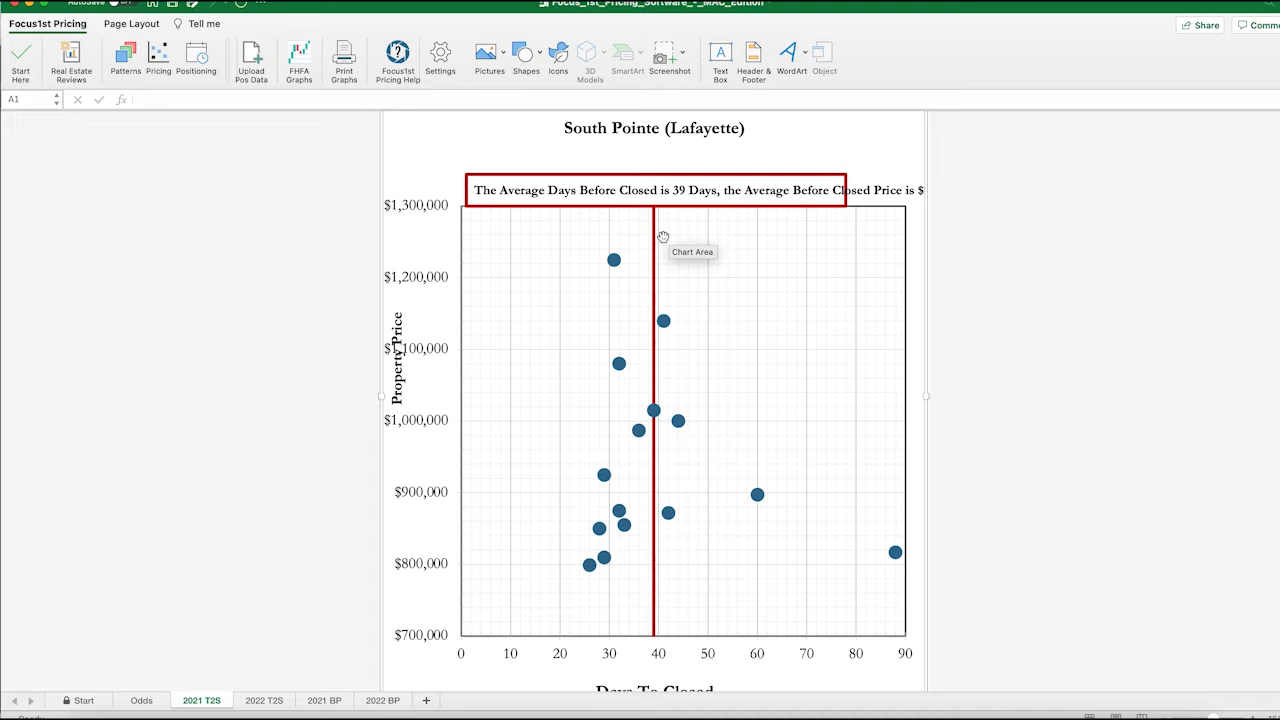 AutoSave
Focus_1st_Pricing_Software_-_MAC_Edition
Focus1st Pricing
Page Layout
Tell me
Share
Comme
Start
Here
Real Estate
Reviews
Patterns
Pricing
Positioning
Upload
Pos Data
FHFA
Graphs
Print
Graphs
Focus1st
Pricing Help
Settings
Pictures
Shapes
Icons
3D
Models
SmartArt
Screenshot
Text
Box
Header &
Footer
WordArt
Object
A1
fx
South Pointe (Lafayette)
The Average Days Before Closed is 39 Days, the Average Before Closed Price is $
$1,300,000
$1,200,000
$1,100,000
$1,000,000
$900,000
$800,000
$700,000
Property Price
Chart Area
0 10 20 30 40 50 60 70 80 90
Days To Closed
Start
Odds
2021 T2S
2022 T2S
2021 BP
2022 BP